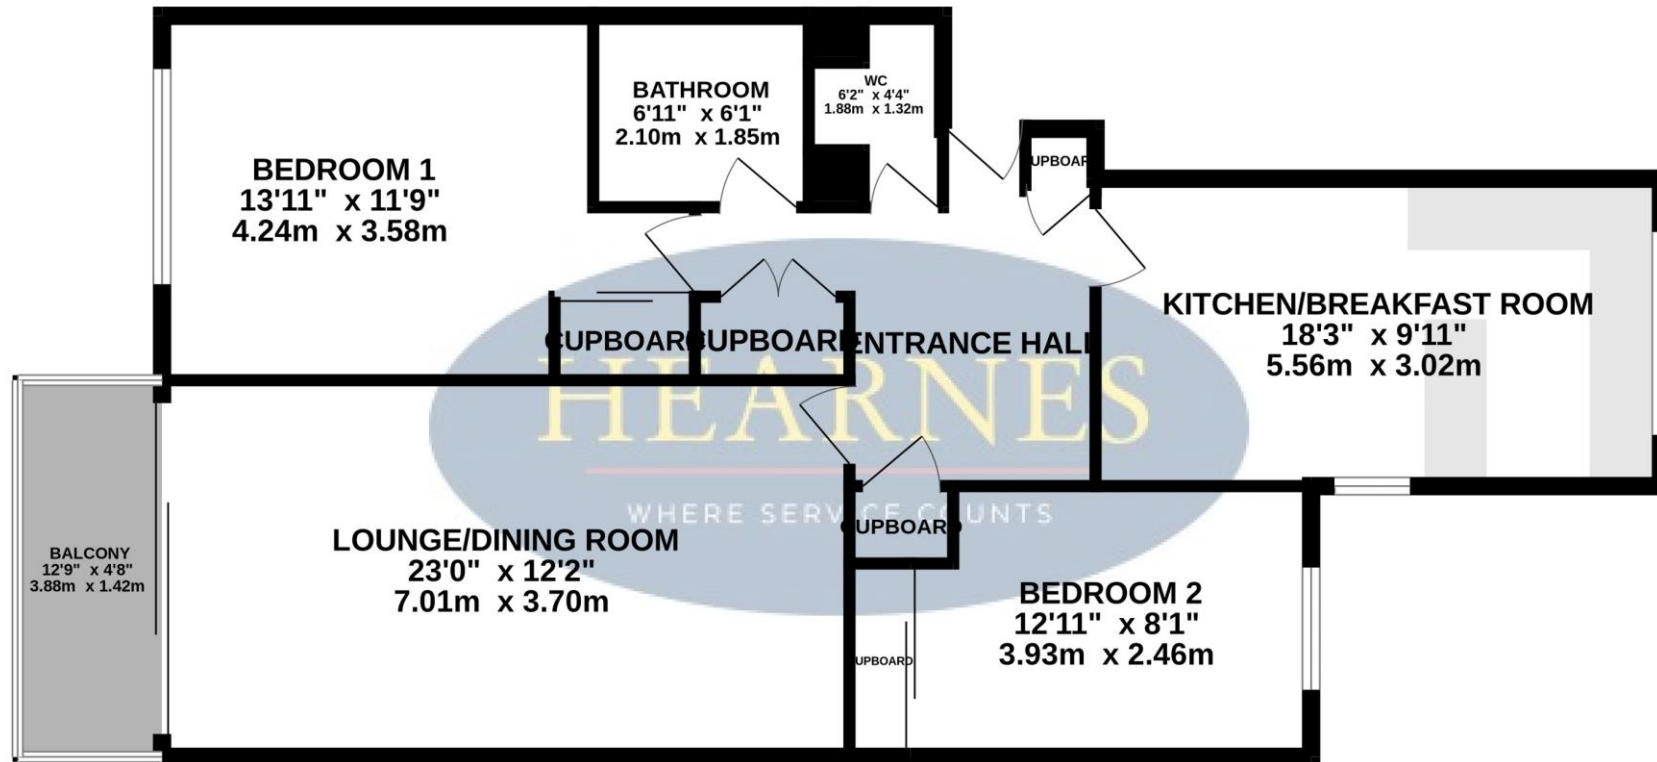 BEDROOM 1
13'11" x 11'9"
4.24m x 3.58m
BATHROOM
6'11" x 6'1"
2.10m x 1.85m
WC
6'2" x 4'4"
1.88m x 1.32m
UPBOAR
KITCHEN/BREAKFAST ROOM
18'3" x 9'11"
5.56m x 3.02m
CUPBOARD
CUPBOARD
ENTRANCE HALL
HEARNES
WHERE SERVICE COUNTS
BALCONY
12'9" x 4'8"
3.88m x 1.42m
LOUNGE/DINING ROOM
23'0" x 12'2"
7.01m x 3.70m
CUPBOARD
UPBOARD
BEDROOM 2
12'11" x 8'1"
3.93m x 2.46m